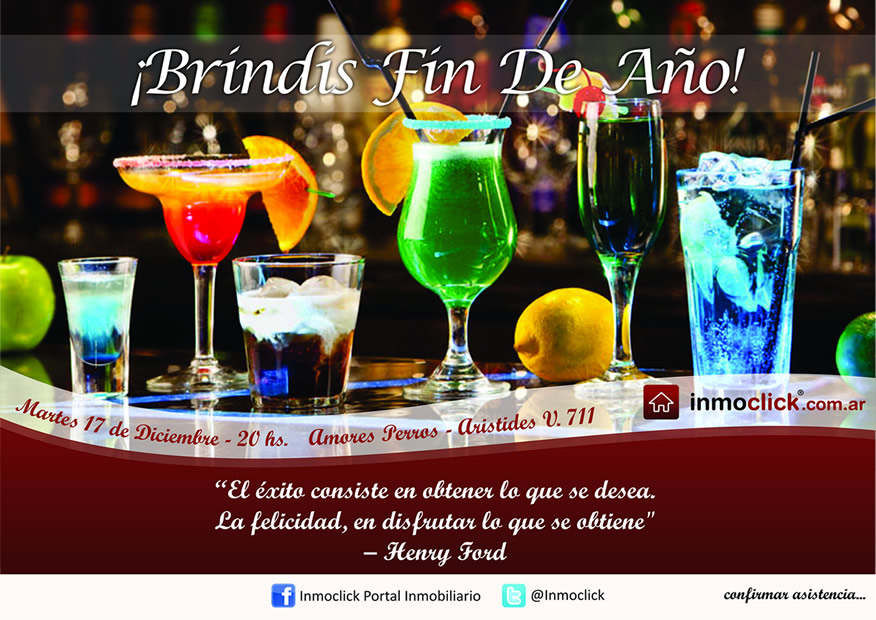 ¡Brindis Fin De Año!
inmoclick®.com.ar
Martes 17 de Diciembre - 20 hs. Amores Perros - Aristides V. 711
“El éxito consiste en obtener lo que se desea.
La felicidad, en disfrutar lo que se obtiene"
– Henry Ford
Inmoclick Portal Inmobiliario @Inmoclick confirmar asistencia...